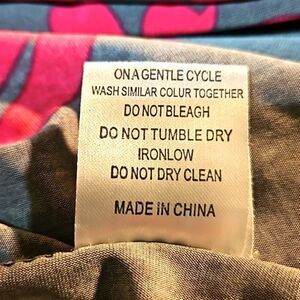 ON A GENTLE CYCLE
WASH SIMILAR COLUR TOGETHER
DO NOT BLEAGH
DO NOT TUMBLE DRY
IRONLOW
DO NOT DRY CLEAN
MADE IN CHINA